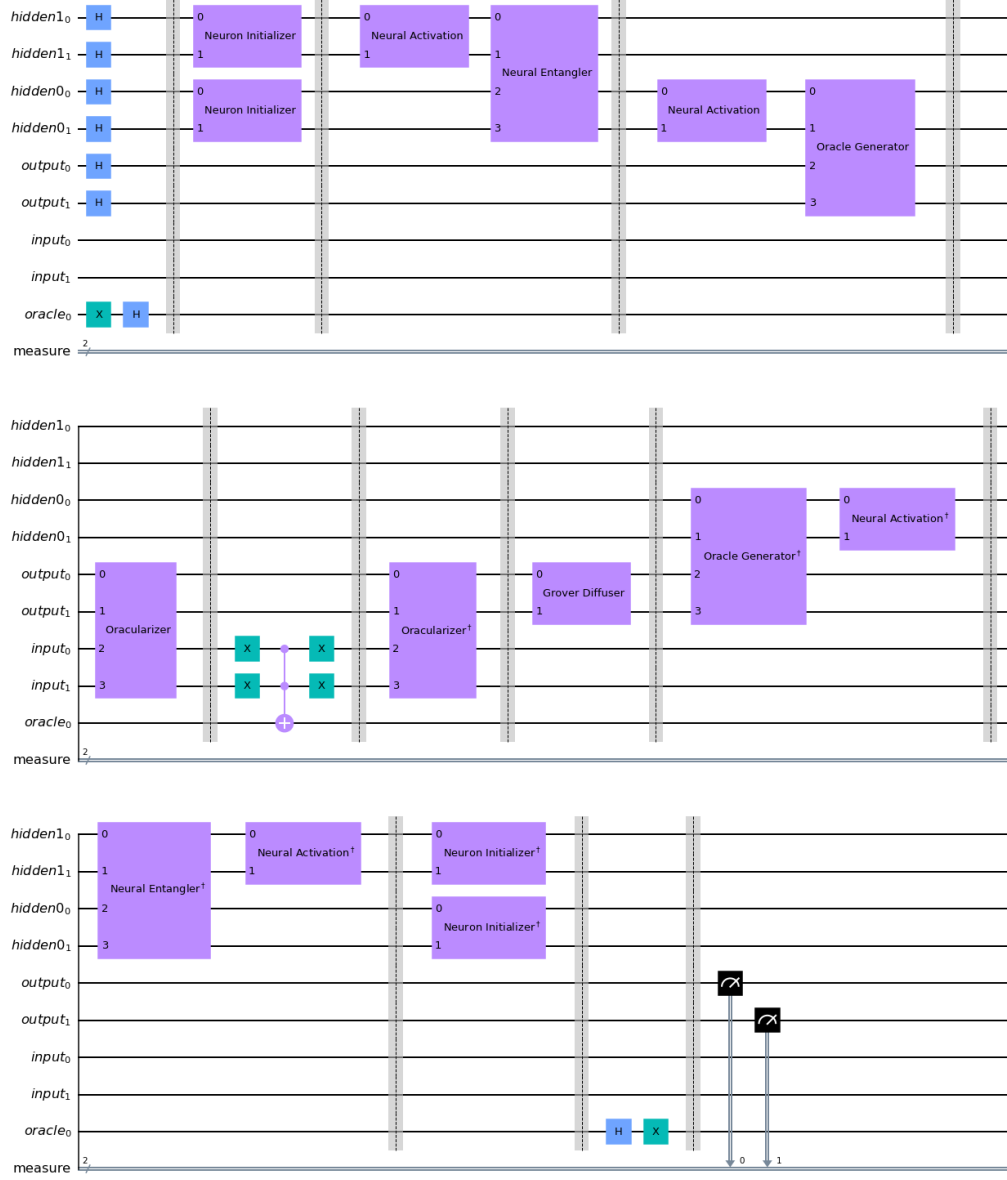 hidden1₀ H 0 Neuron Initializer 0 Neural Activation 0
hidden1₁ H 1 1 1 Neural Entangler
hidden0₀ H 0 Neuron Initializer 2 0 Neural Activation 0
hidden0₁ H 1 3 1 1 Oracle Generator
output₀ H 2
output₁ H 3
input₀
input₁
oracle₀ X H
measure 2
hidden1₀
hidden1₁
hidden0₀ 0 0 Neural Activation†
hidden0₁ 1 Oracle Generator† 1
output₀ 0 0 0 Grover Diffuser 2
output₁ 1 Oracularizer 1 Oracularizer† 1 3
input₀ 2 X X 2
input₁ 3 X X 3
oracle₀
measure 2
hidden1₀ 0 0 Neural Activation† 0 Neuron Initializer†
hidden1₁ 1 Neural Entangler† 1 1
hidden0₀ 2 0 Neuron Initializer†
hidden0₁ 3 1
output₀
output₁
input₀
input₁
oracle₀ H X
measure 2 0 1